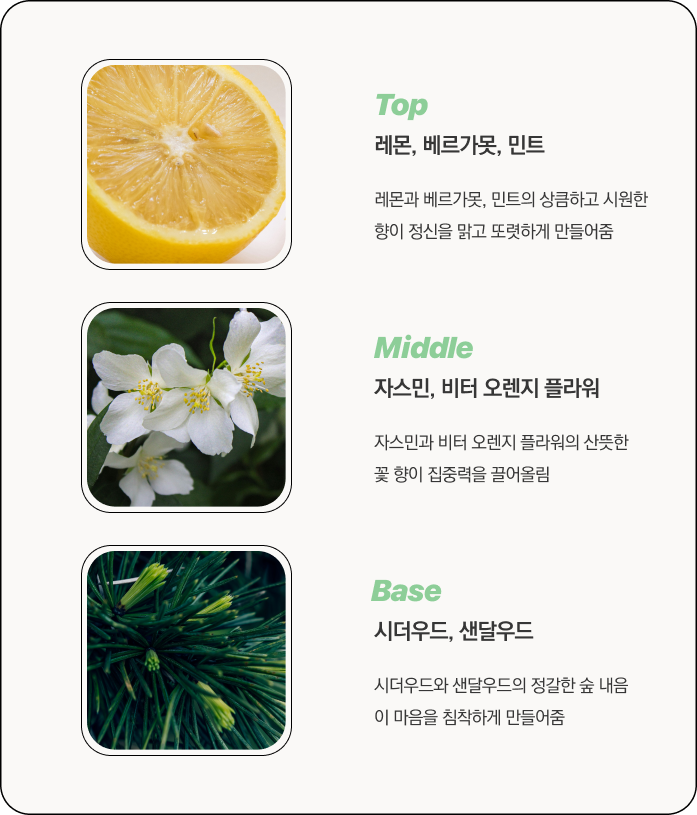 Top
레몬, 베르가못, 민트
레몬과 베르가못, 민트의 상큼하고 시원한
향이 정신을 맑고 또렷하게 만들어줌
Middle
자스민, 비터 오렌지 플라워
자스민과 비터 오렌지 플라워의 산뜻한
꽃 향이 집중력을 끌어올림
Base
시더우드, 샌달우드
시더우드와 샌달우드의 정갈한 숲 내음
이 마음을 침착하게 만들어줌